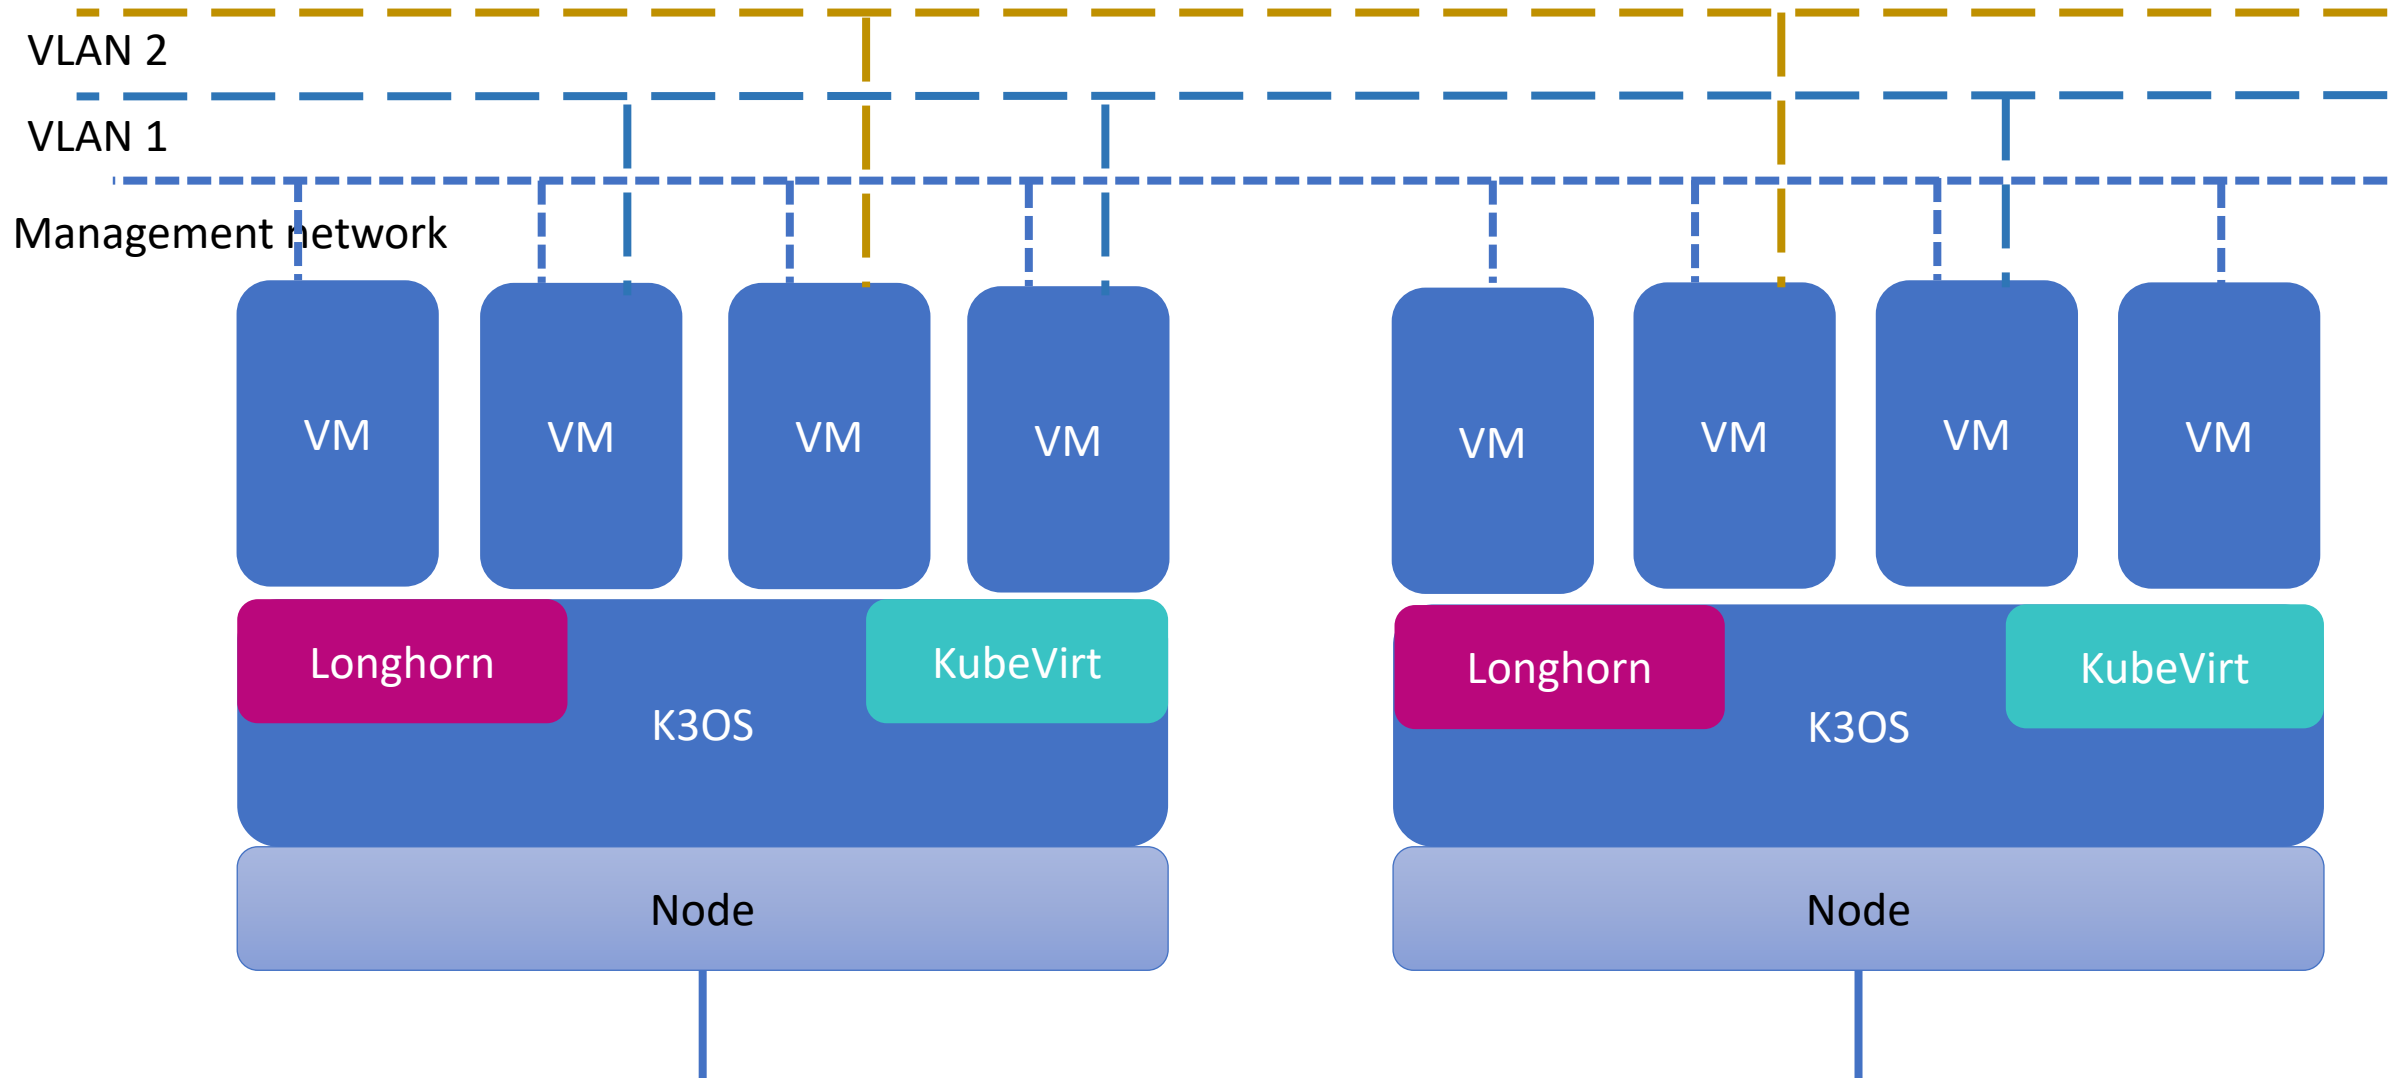 VLAN 2
VLAN 1
Management network
VM
VM
VM
VM
VM
VM
VM
VM
Longhorn
KubeVirt
K3OS
Longhorn
KubeVirt
K3OS
Node
Node